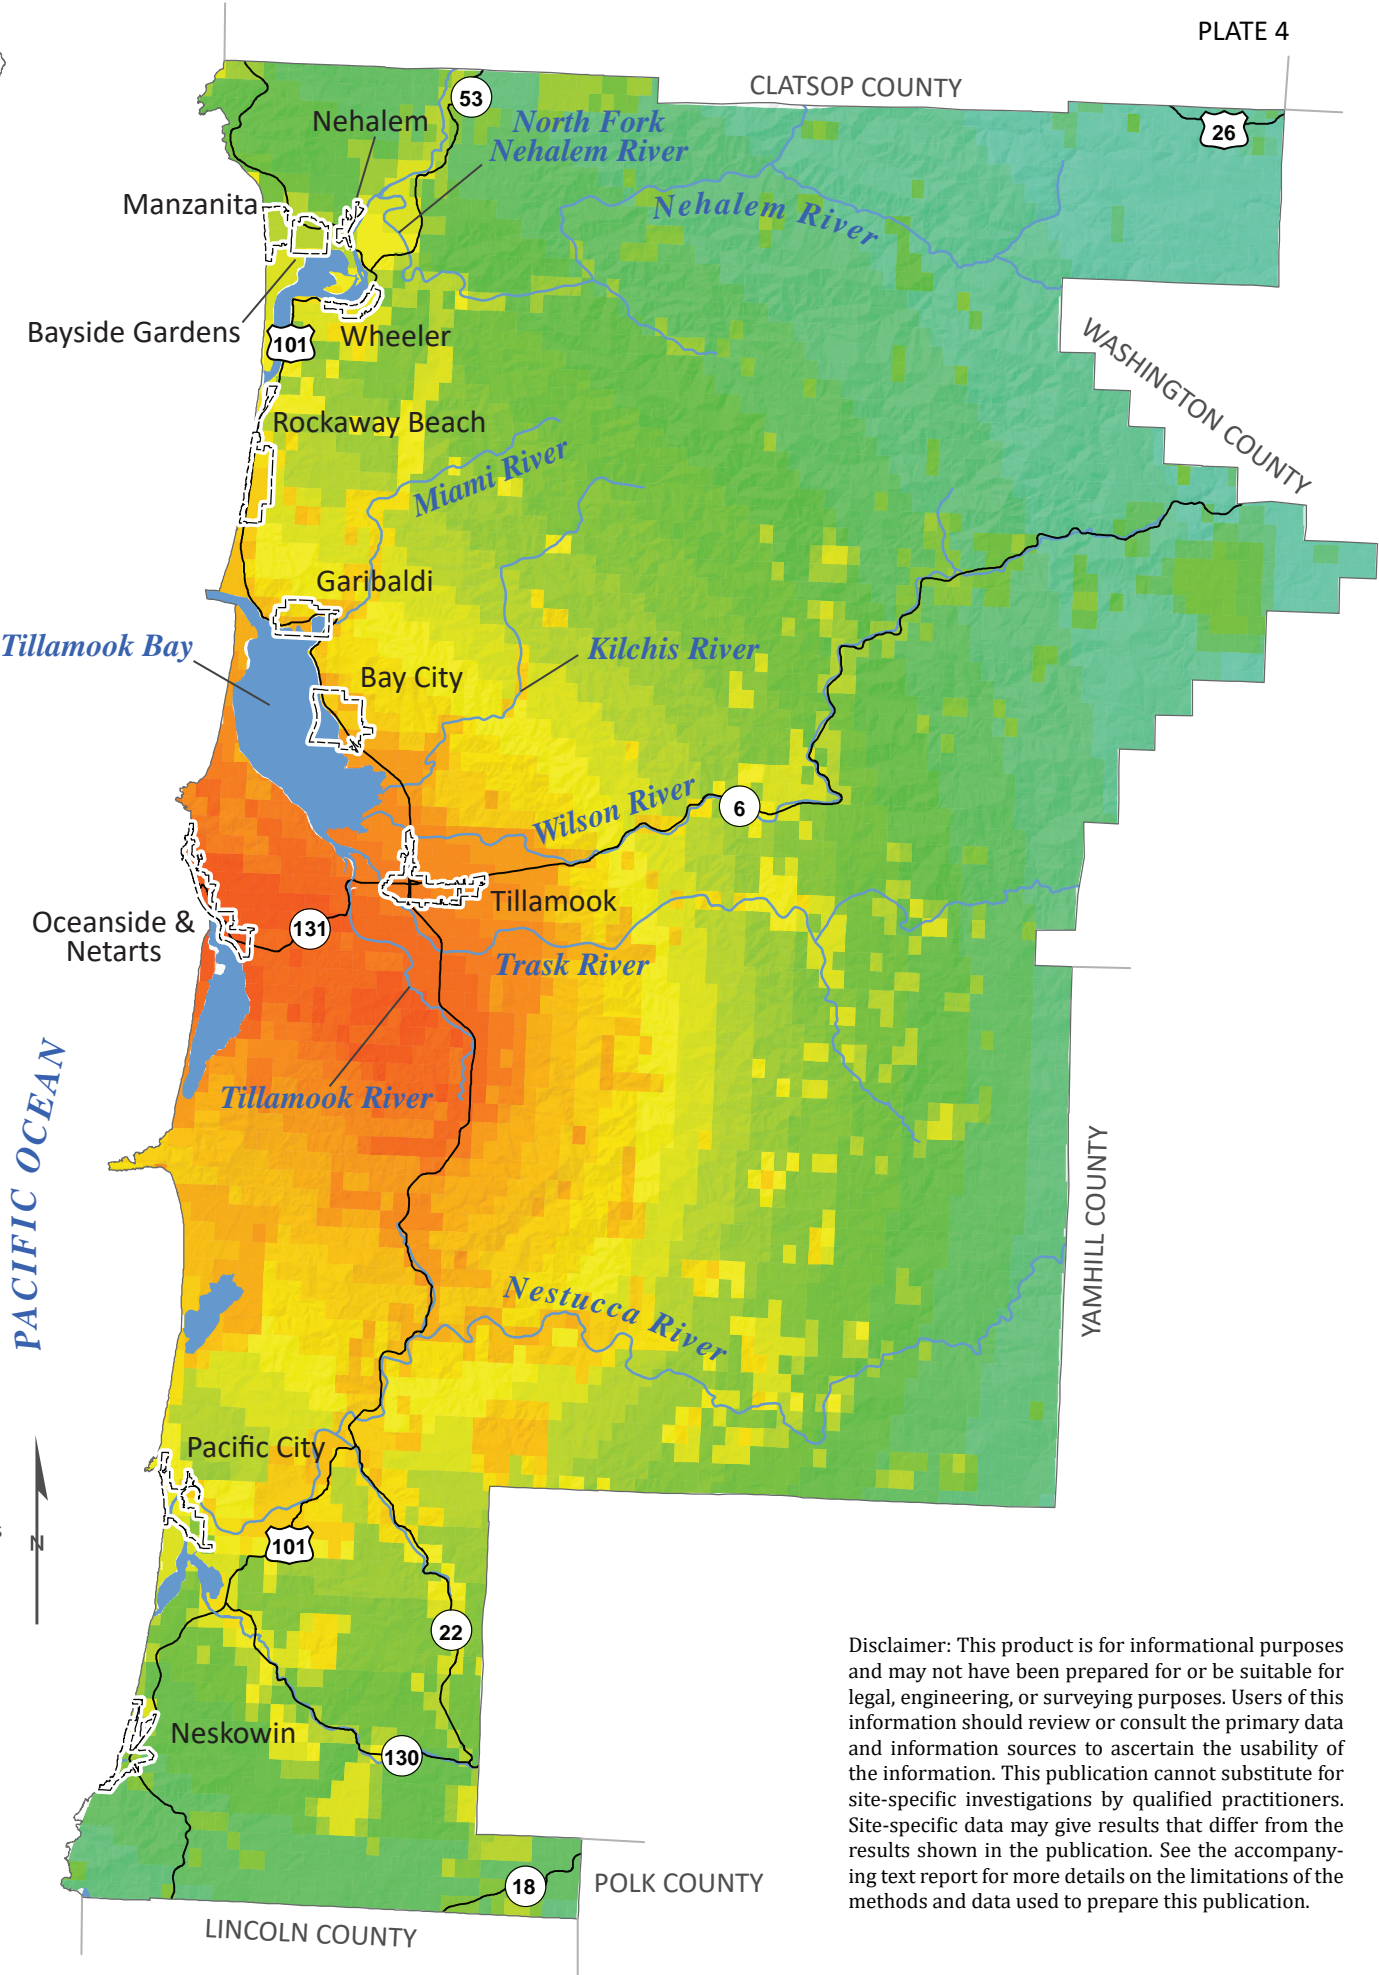 PLATE 4
CLATSOP COUNTY
53
26
Nehalem
North Fork
Nehalem River
Manzanita
Nehalem River
Bayside Gardens
101
Wheeler
WASHINGTON COUNTY
Rockaway Beach
Miami River
Garibaldi
Tillamook Bay
Kilchis River
Bay City
Wilson River
6
Tillamook
Oceanside &
Netarts
131
Trask River
Tillamook River
PACIFIC OCEAN
YAMHILL COUNTY
Nestucca River
Pacific City
N
101
22
Neskowin
130
18
POLK COUNTY
LINCOLN COUNTY
Disclaimer: This product is for informational purposes
and may not have been prepared for or be suitable for
legal, engineering, or surveying purposes. Users of this
information should review or consult the primary data
and information sources to ascertain the usability of
the information. This publication cannot substitute for
site-specific investigations by qualified practitioners.
Site-specific data may give results that differ from the
results shown in the publication. See the accompany-
ing text report for more details on the limitations of the
methods and data used to prepare this publication.